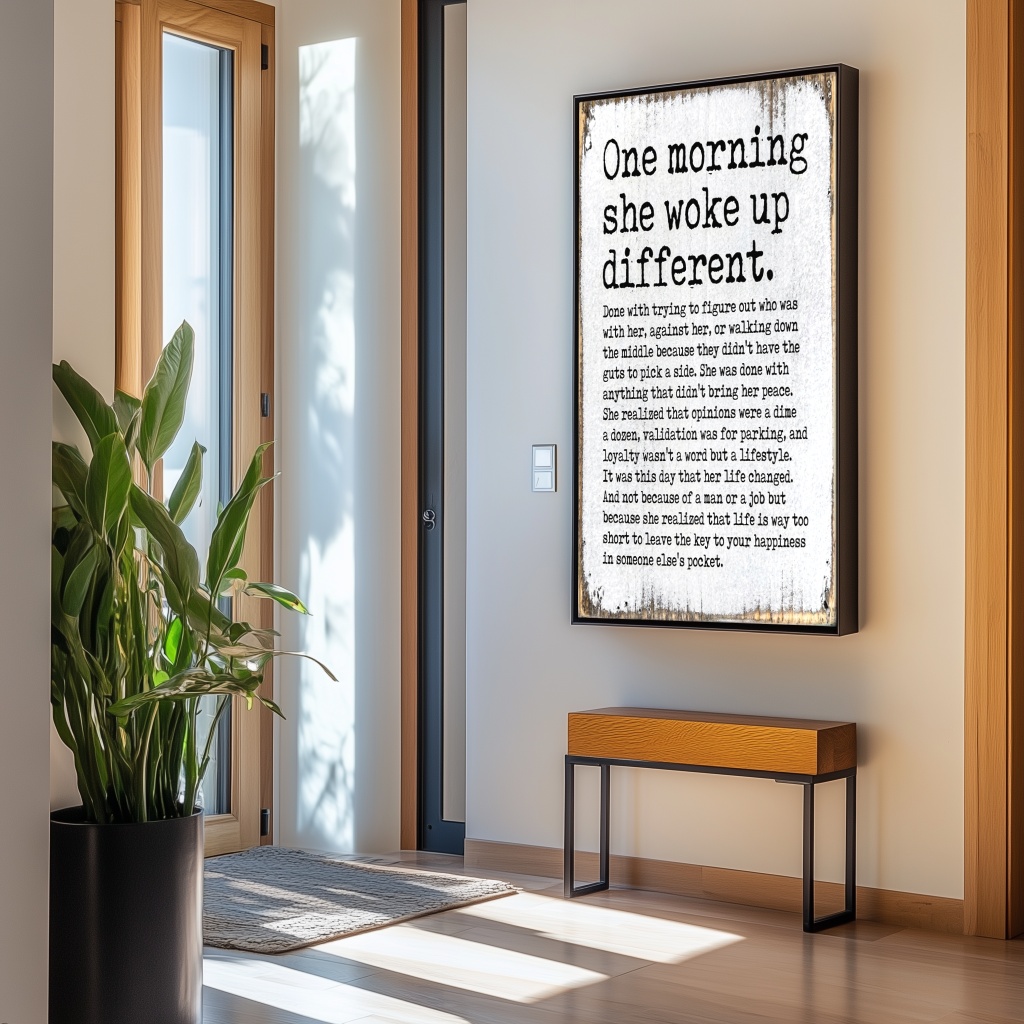 One morning
she woke up
different.
Done with trying to figure out who was
with her, against her, or walking down
the middle because they didn't have the
guts to pick a side. She was done with
anything that didn't bring her peace.
She realized that opinions were a dime
a dozen, validation was for parking, and
loyalty wasn't a word but a lifestyle.
It was this day that her life changed.
And not because of a man or a job but
because she realized that life is way too
short to leave the key to your happiness
in someone else's pocket.